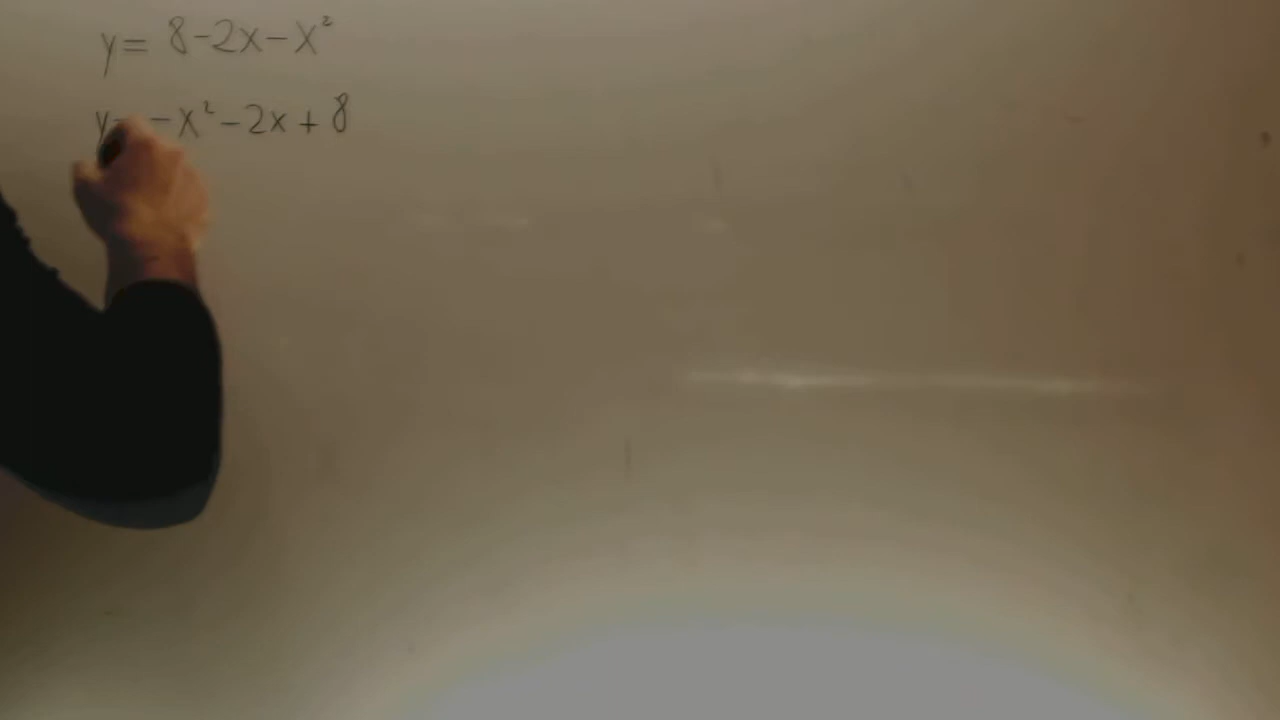 y = 8-2x-x²
y= -x²-2x+8